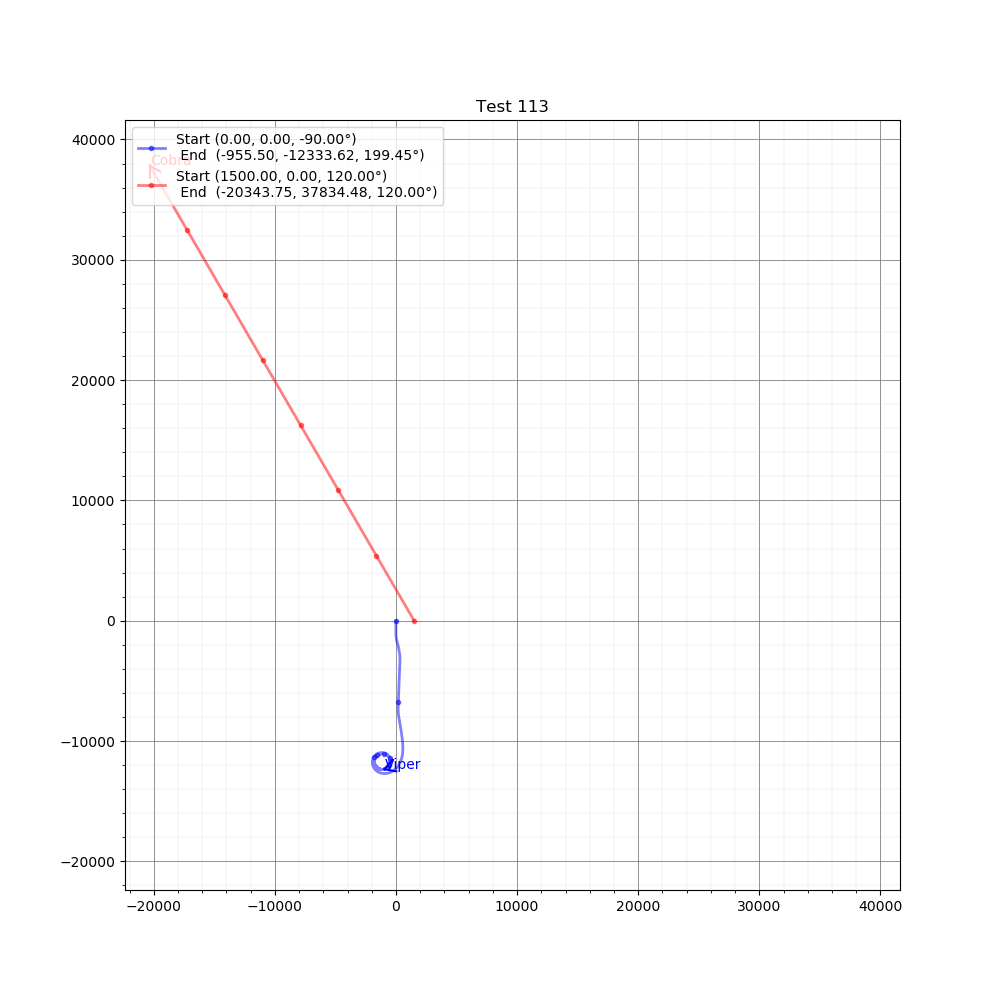 Test 113
Start (0.00, 0.00, -90.00°)
End (-955.50, -12333.62, 199.45°)
Start (1500.00, 0.00, 120.00°)
End (-20343.75, 37834.48, 120.00°)
Cobra
Viper
40000
30000
20000
10000
0
−10000
−20000
−20000 −10000 0 10000 20000 30000 40000